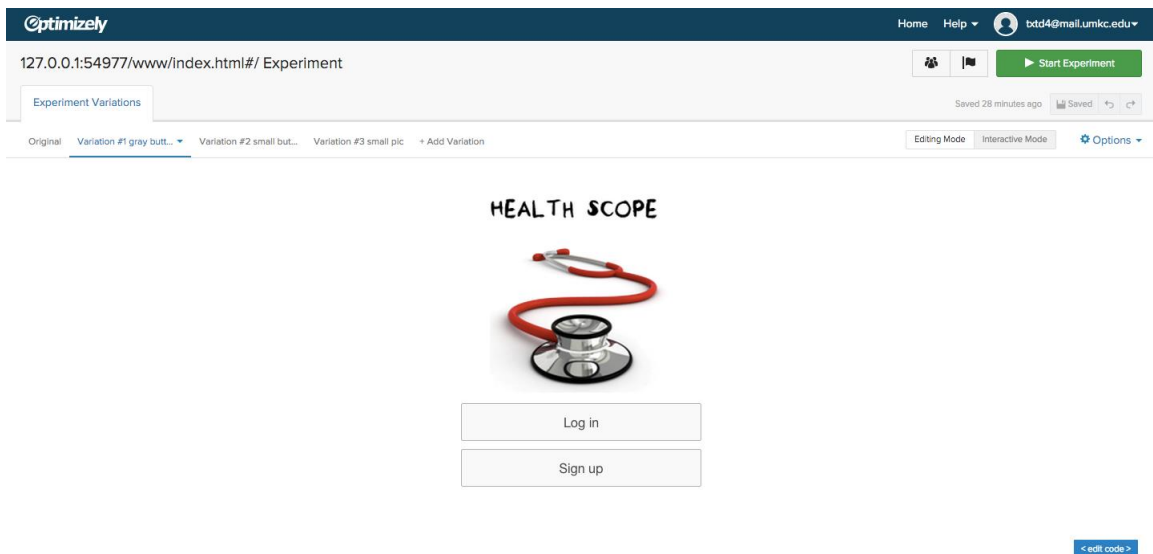 Optimizely
Home Help txtd4@mail.umkc.edu
127.0.0.1:54977/www/index.html#/ Experiment
Start Experiment
Experiment Variations
Saved 28 minutes ago Saved
Original Variation #1 gray butt... Variation #2 small but... Variation #3 small pic + Add Variation
Editing Mode Interactive Mode Options
HEALTH SCOPE
Log in
Sign up
< edit code >